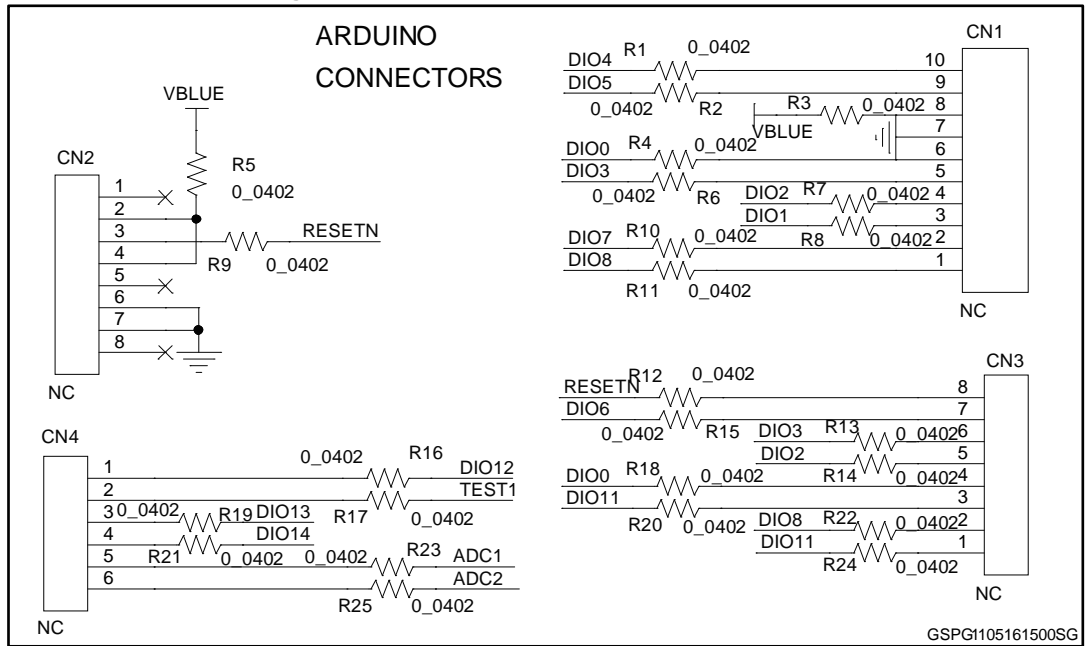 ARDUINO
CONNECTORS
VBLUE
R5
0_0402
CN2
1
2
3
4
5
6
7
8
R9
0_0402
RESETN
NC
CN1
DIO4
R1
0_0402
10
DIO5
0_0402
R2
9
VBLUE
R3
0_0402
8
7
DIO0
R4
0_0402
6
DIO3
0_0402
R6
5
DIO2
R7
0_0402
4
DIO1
R8
0_0402
3
DIO7
R10
0_0402
2
DIO8
R11
0_0402
1
NC
CN4
1
0_0402
R16
DIO12
2
R17
0_0402
TEST1
3
0_0402
R19
DIO13
4
R21
0_0402
DIO14
5
0_0402
R23
ADC1
6
R25
0_0402
ADC2
NC
CN3
RESETN
R12
0_0402
8
DIO6
0_0402
R15
7
DIO3
R13
0_0402
6
DIO2
R14
0_0402
5
DIO0
R18
0_0402
4
DIO11
R20
0_0402
3
DIO8
R22
0_0402
2
DIO11
R24
0_0402
1
NC
GSPG1105161500SG